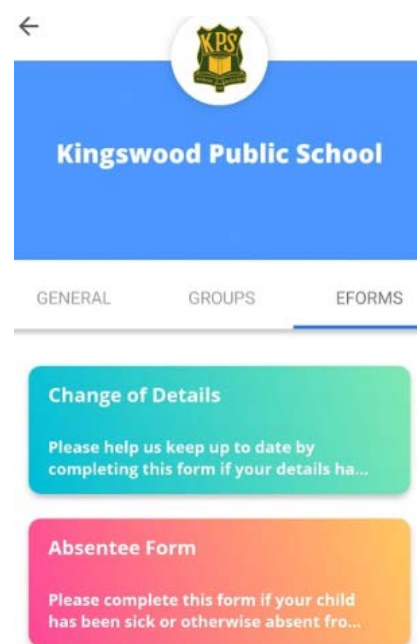 KPS
Kingswood Public School
GENERAL GROUPS EFORMS
Change of Details
Please help us keep up to date by
completing this form if your details ha...
Absentee Form
Please complete this form if your child
has been sick or otherwise absent fro...